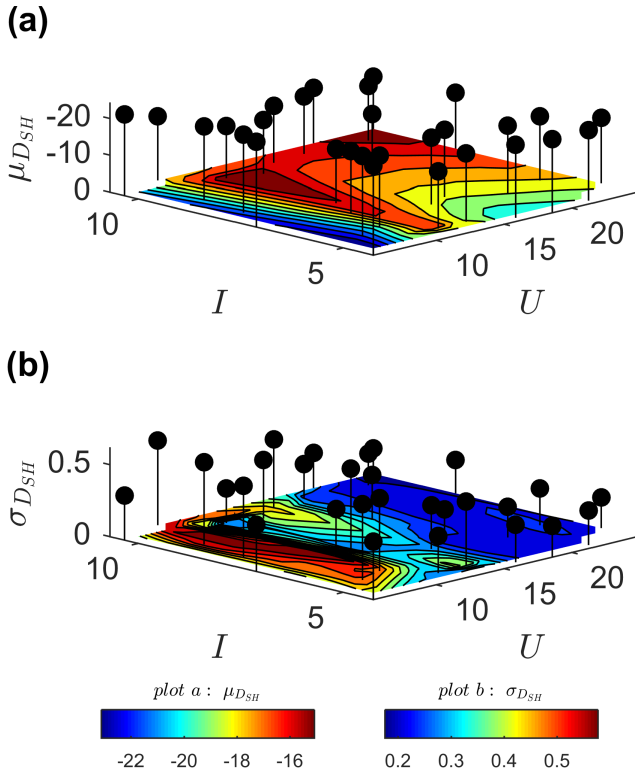 (a)
μ_{D_{SH}}
-20
-10
0
10
5
10
15
20
I
U
(b)
σ_{D_{SH}}
0.5
0
10
5
10
15
20
I
U
plot a : μ_{D_{SH}}
plot b : σ_{D_{SH}}
-22 -20 -18 -16
0.2 0.3 0.4 0.5